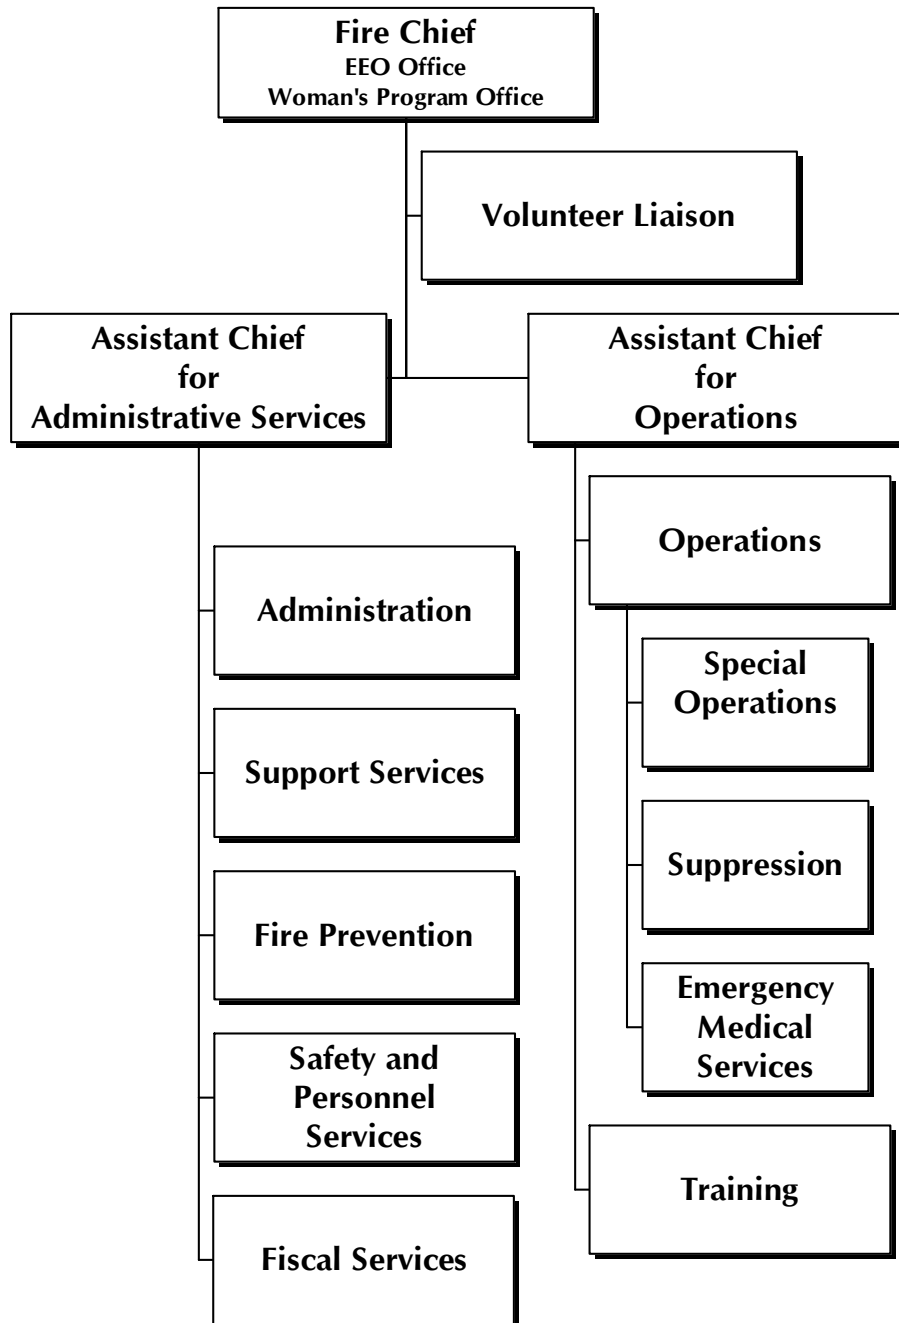 Fire Chief
EEO Office
Woman's Program Office
Volunteer Liaison
Assistant Chief
for
Administrative Services
Assistant Chief
for
Operations
Administration
Support Services
Fire Prevention
Safety and
Personnel
Services
Fiscal Services
Operations
Special
Operations
Suppression
Emergency
Medical
Services
Training